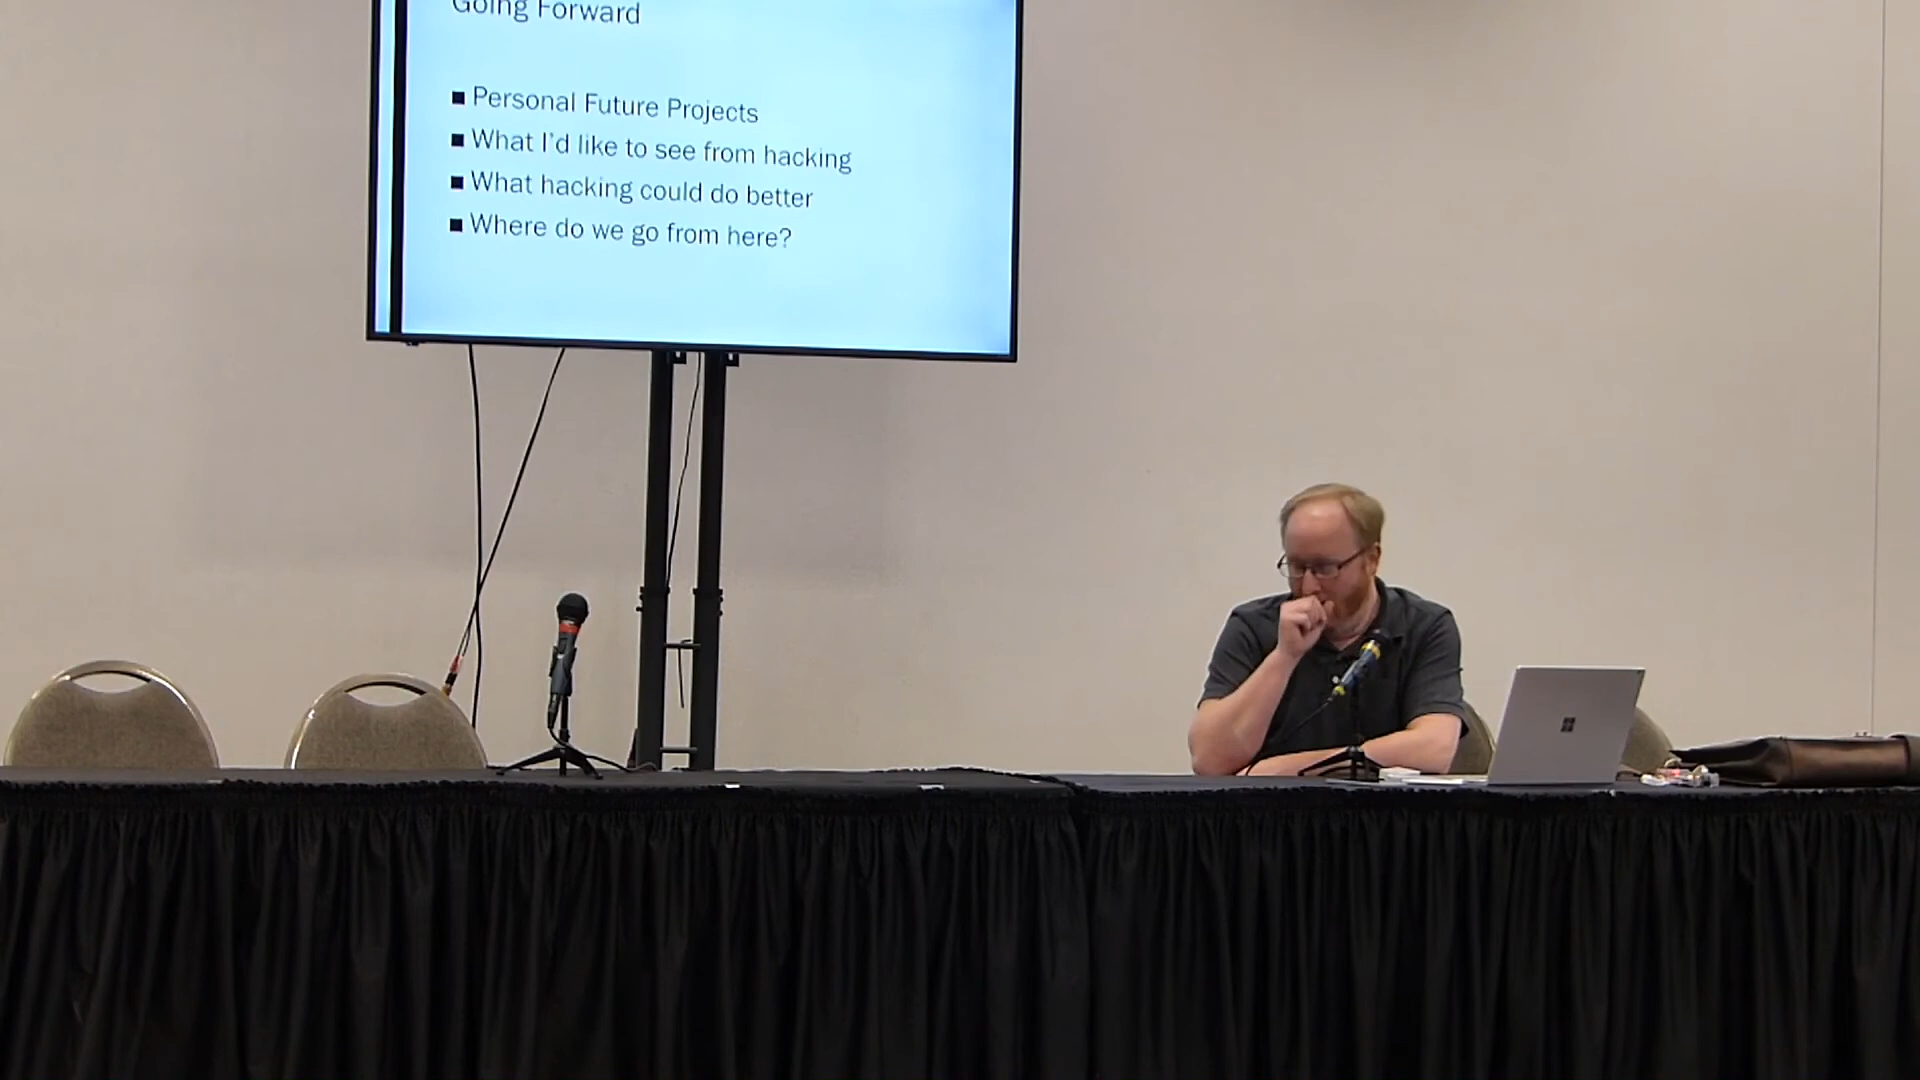 Going Forward
Personal Future Projects
What I'd like to see from hacking
What hacking could do better
Where do we go from here?